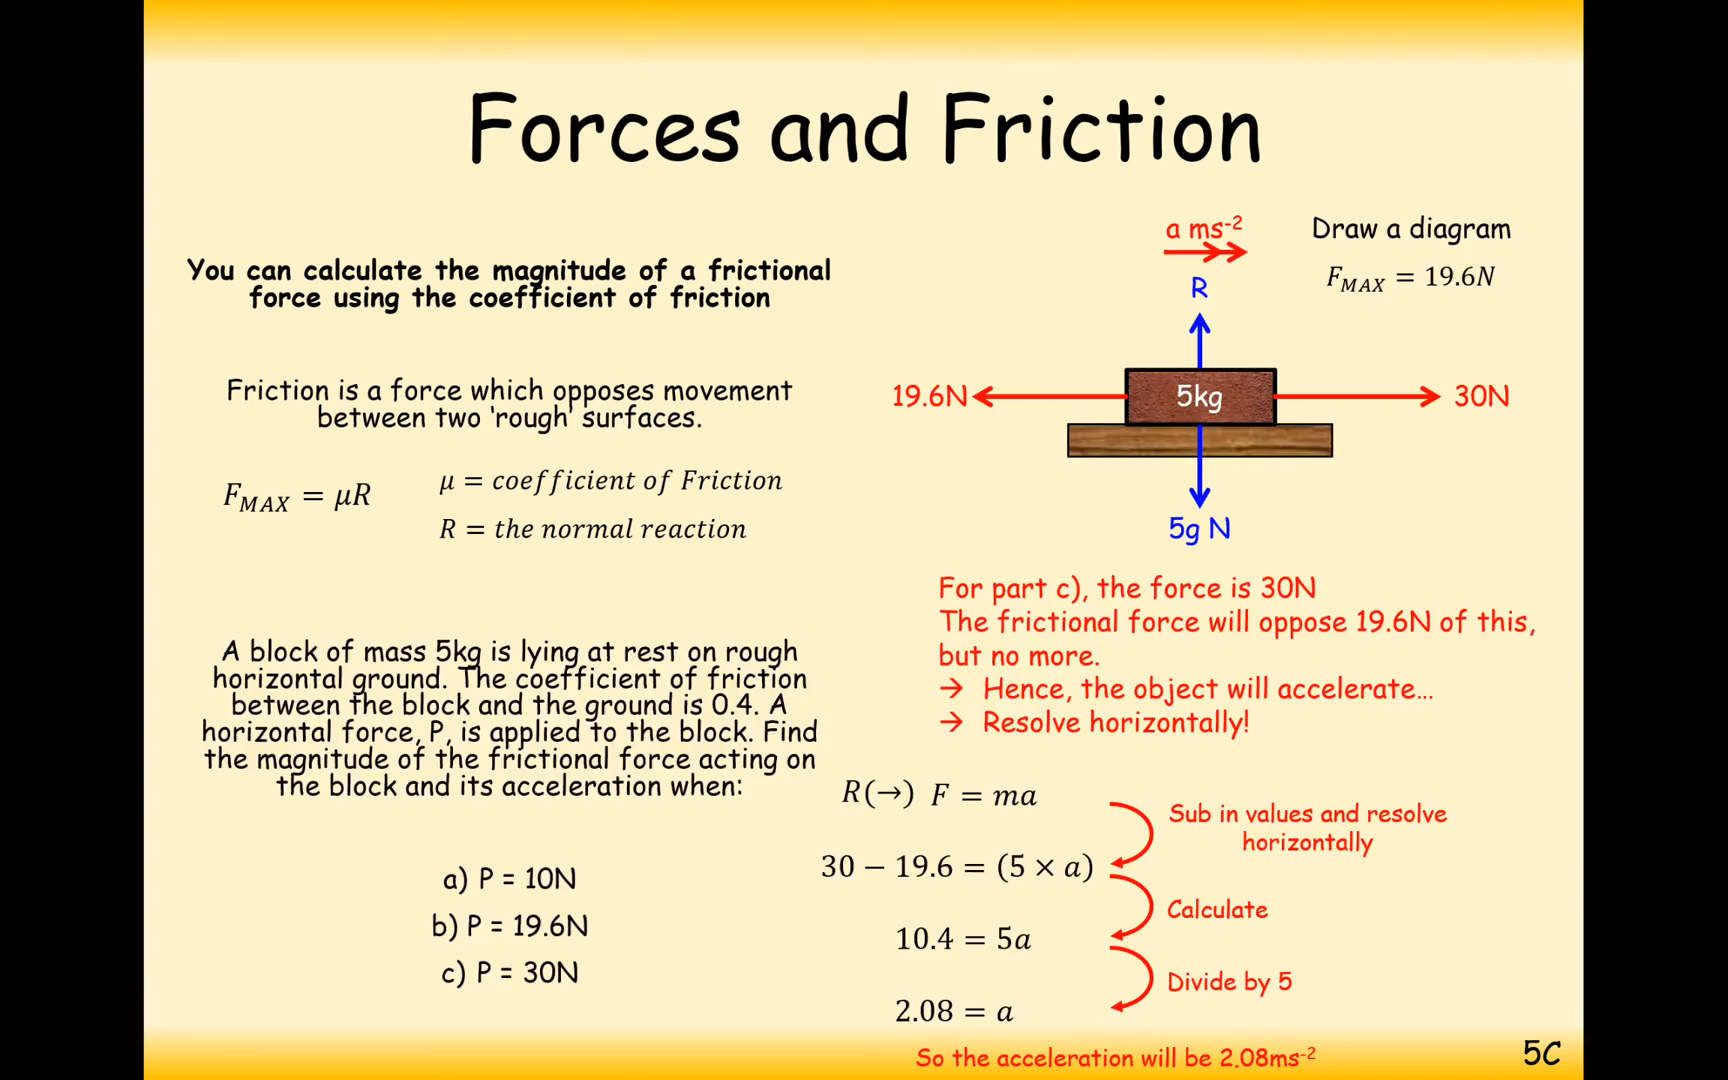 Forces and Friction
You can calculate the magnitude of a frictional
force using the coefficient of friction
Friction is a force which opposes movement
between two 'rough' surfaces.
F_MAX = μR
μ = coefficient of Friction
R = the normal reaction
A block of mass 5kg is lying at rest on rough
horizontal ground. The coefficient of friction
between the block and the ground is 0.4. A
horizontal force, P, is applied to the block. Find
the magnitude of the frictional force acting on
the block and its acceleration when:
a) P = 10N
b) P = 19.6N
c) P = 30N
a ms⁻²
Draw a diagram
F_MAX = 19.6N
R
19.6N
5kg
30N
5g N
For part c), the force is 30N
The frictional force will oppose 19.6N of this,
but no more.
→ Hence, the object will accelerate...
→ Resolve horizontally!
R(→) F = ma
Sub in values and resolve
horizontally
30 − 19.6 = (5 × a)
Calculate
10.4 = 5a
Divide by 5
2.08 = a
So the acceleration will be 2.08ms⁻²
5C